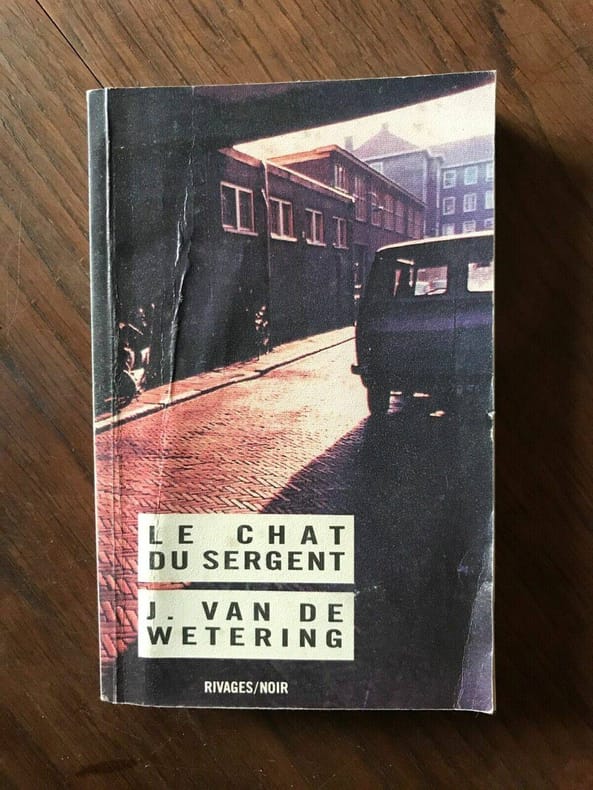 LE CHAT
DU SERGENT
J. VAN DE
WETERING
RIVAGES/NOIR